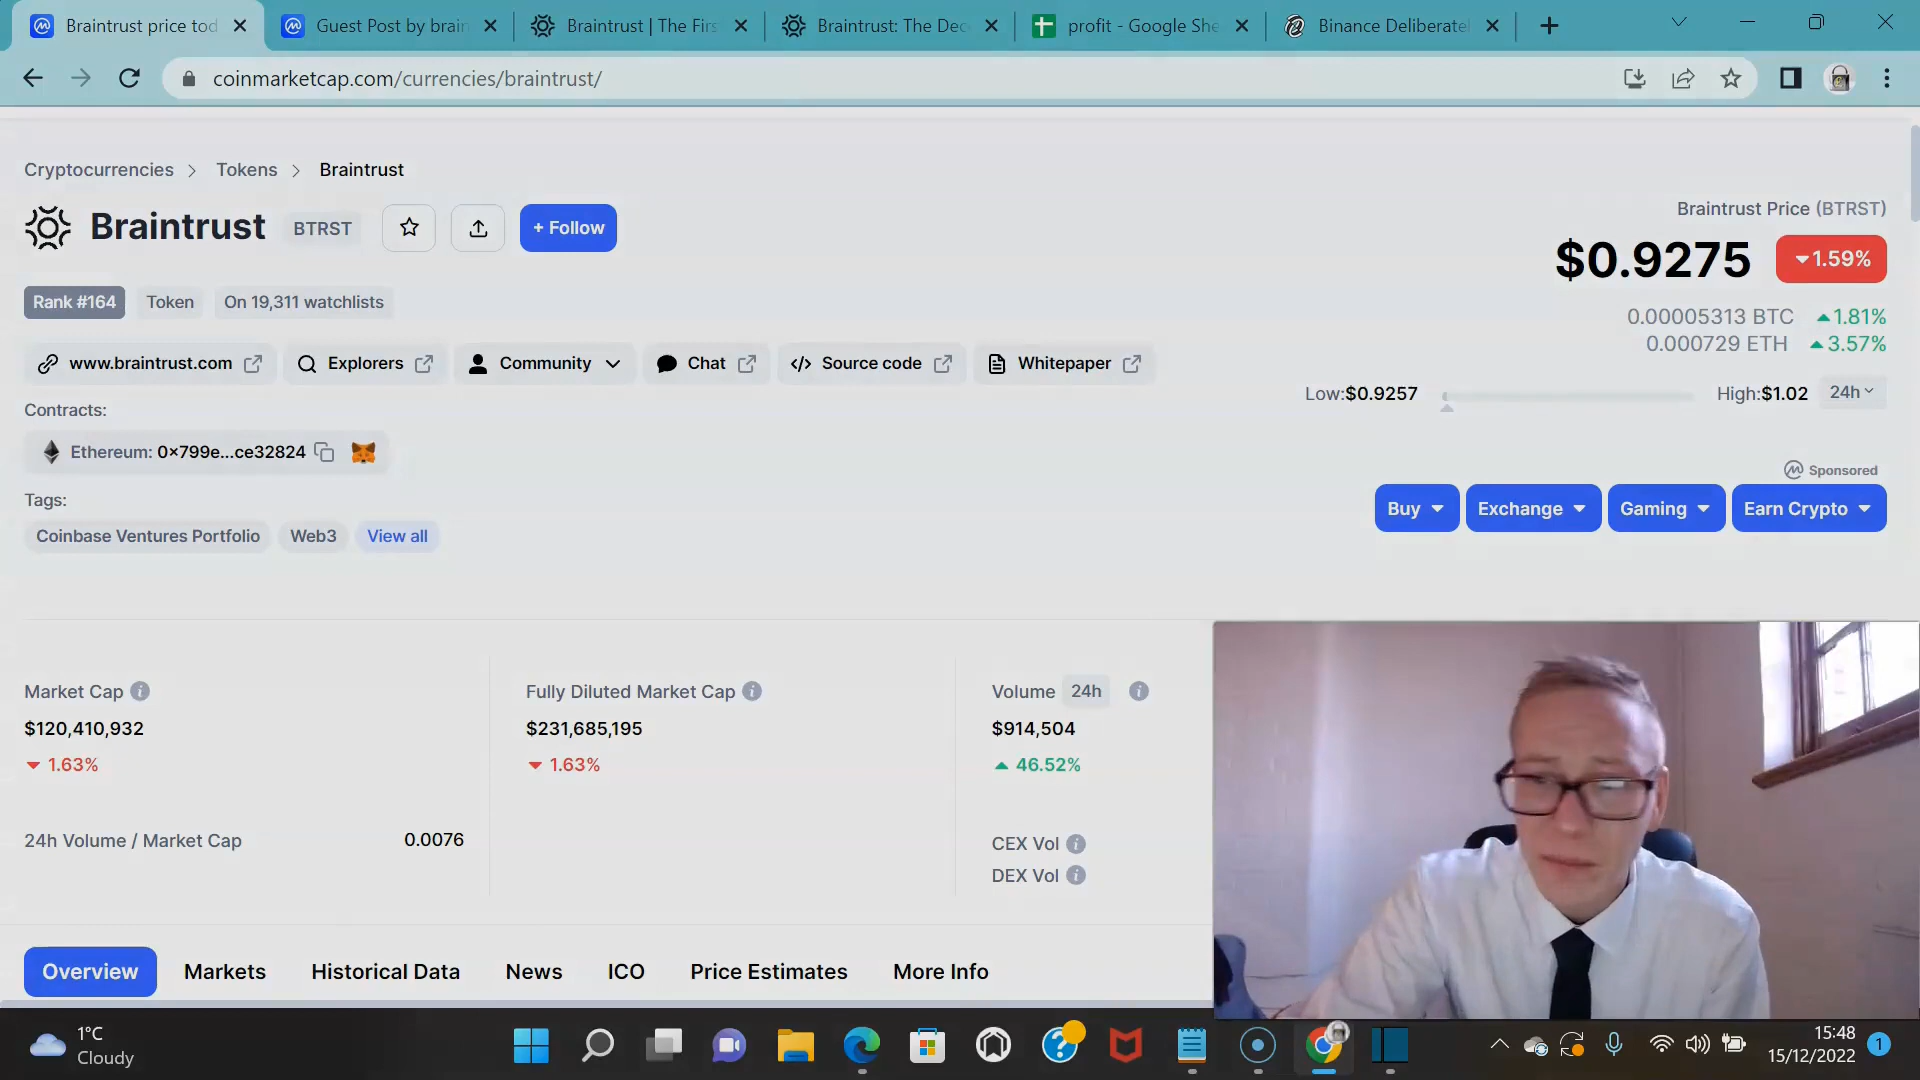 Braintrust price tod
Guest Post by brain
Braintrust | The Firs
Braintrust: The Dec
profit - Google She
Binance Deliberatel
coinmarketcap.com/currencies/braintrust/
Cryptocurrencies > Tokens > Braintrust
Braintrust BTRST + Follow
Rank #164 Token On 19,311 watchlists
www.braintrust.com Explorers Community Chat Source code Whitepaper
Contracts:
Ethereum: 0x799e...ce32824
Tags:
Coinbase Ventures Portfolio Web3 View all
Braintrust Price (BTRST)
$0.9275 1.59%
0.00005313 BTC 1.81%
0.000729 ETH 3.57%
Low:$0.9257 High:$1.02 24h
Sponsored
Buy Exchange Gaming Earn Crypto
Market Cap
$120,410,932
1.63%
24h Volume / Market Cap 0.0076
Fully Diluted Market Cap
$231,685,195
1.63%
Volume 24h
$914,504
46.52%
CEX Vol
DEX Vol
Overview Markets Historical Data News ICO Price Estimates More Info
1°C
Cloudy
15:48
15/12/2022
1